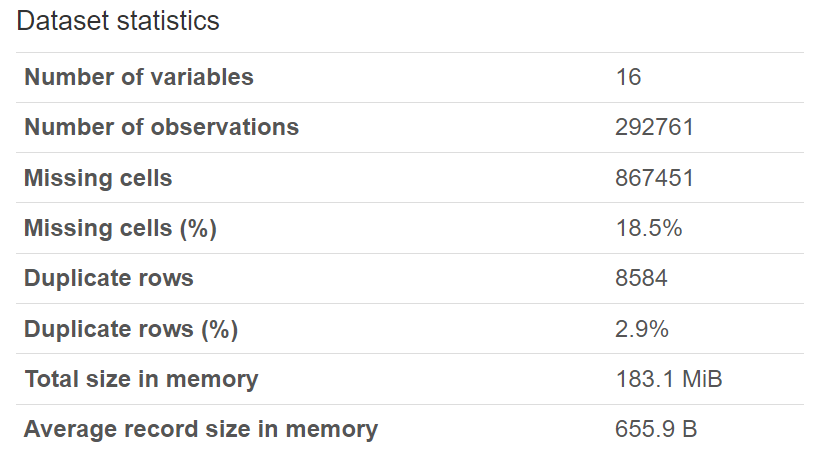 Dataset statistics
Number of variables 16
Number of observations 292761
Missing cells 867451
Missing cells (%) 18.5%
Duplicate rows 8584
Duplicate rows (%) 2.9%
Total size in memory 183.1 MiB
Average record size in memory 655.9 B